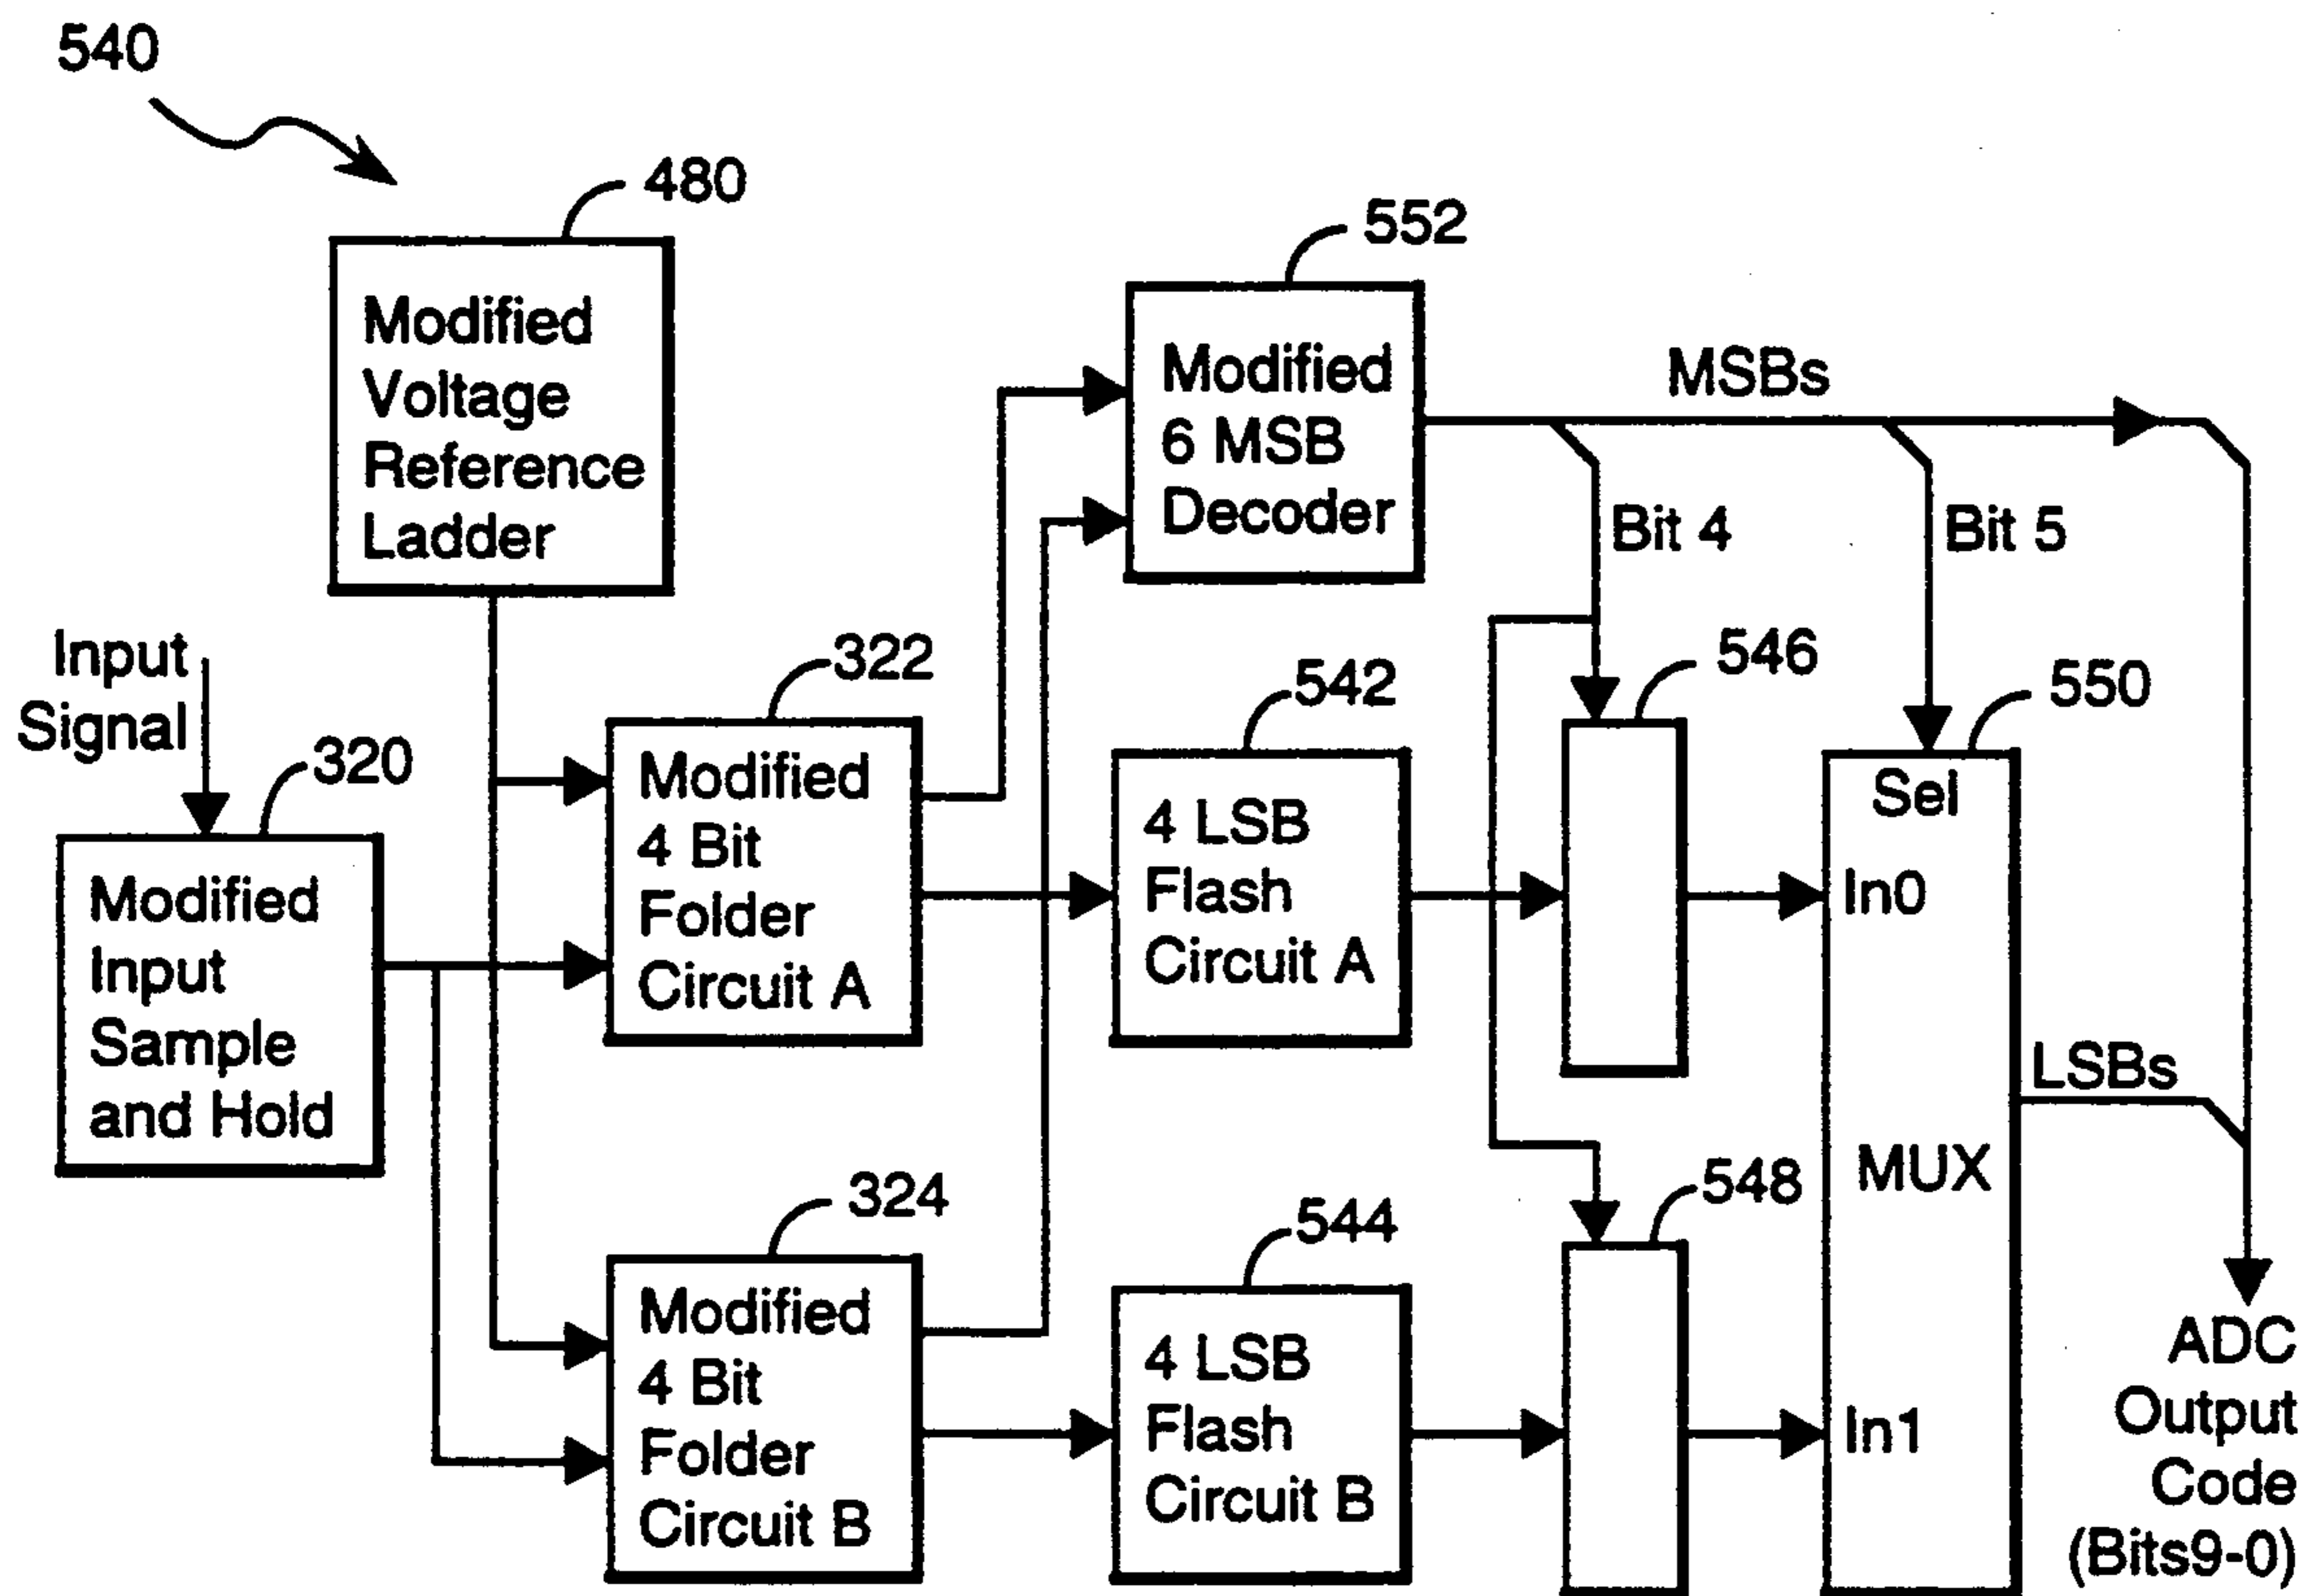 540
480
Modified
Voltage
Reference
Ladder
552
Modified
6 MSB
Decoder
MSBs
Bit 4
Bit 5
Input
Signal
320
Modified
Input
Sample
and Hold
322
Modified
4 Bit
Folder
Circuit A
542
4 LSB
Flash
Circuit A
546
550
Sel
In0
MUX
In1
LSBs
324
Modified
4 Bit
Folder
Circuit B
544
4 LSB
Flash
Circuit B
548
ADC
Output
Code
(Bits9-0)